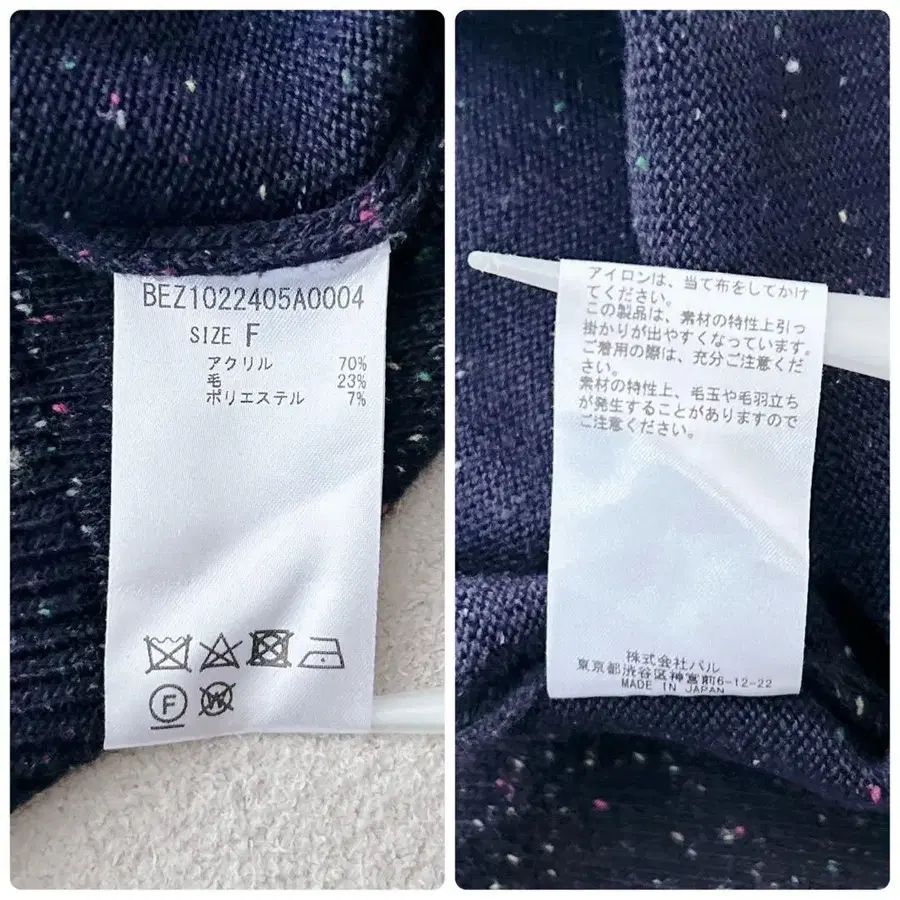 BEZ1022405A0004
SIZE F
アクリル 70%
毛 23%
ポリエステル 7%
F
W
アイロンは、当て布をしてかけ
てください。
この製品は、素材の特性上引っ
掛かりが出やすくなっています。
ご着用の際は、充分ご注意くだ
さい。
素材の特性上、毛玉や毛羽立ち
が発生することがありますので
ご注意ください。
株式会社パル
東京都渋谷区神宮前6-12-22
MADE IN JAPAN